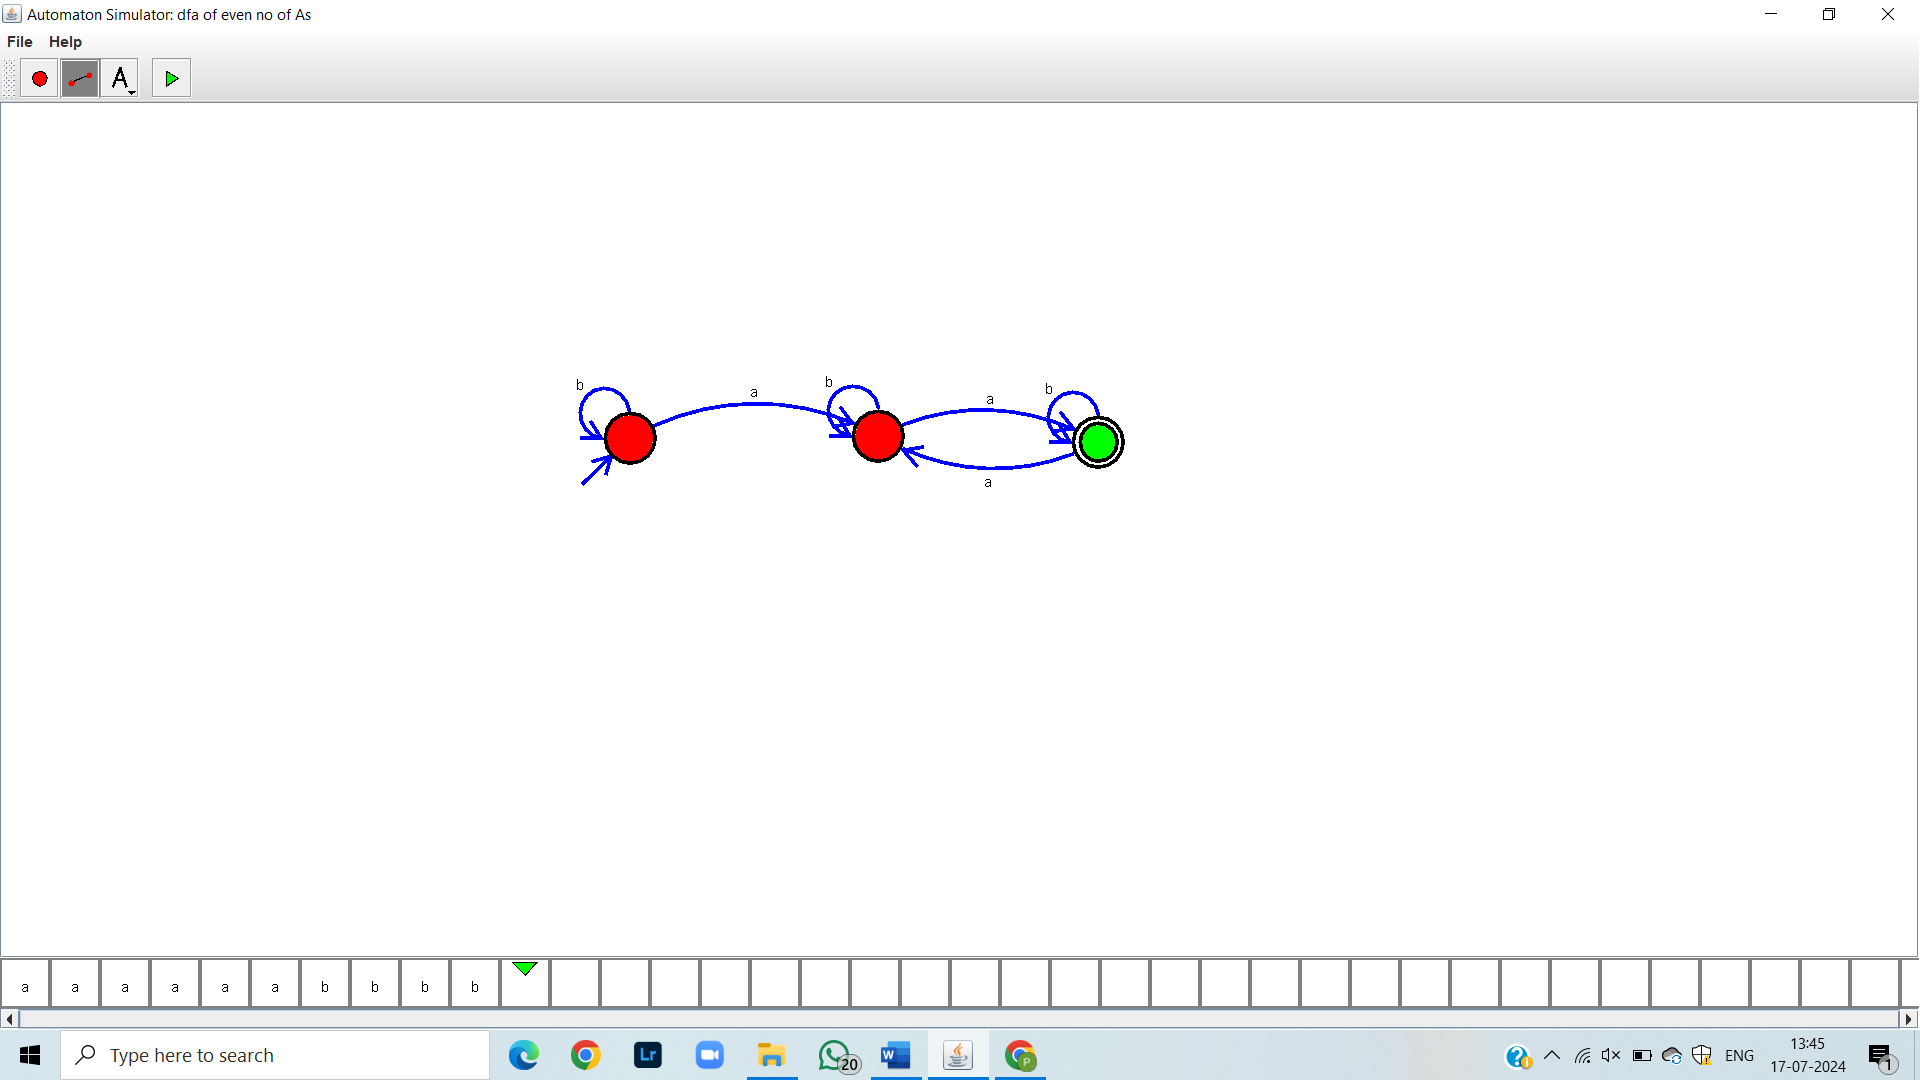 Automaton Simulator: dfa of even no of As
File Help
A
b a b a b
a
a a a a a a b b b b
Type here to search
Lr
20
W
P
ENG
13:45
17-07-2024
1